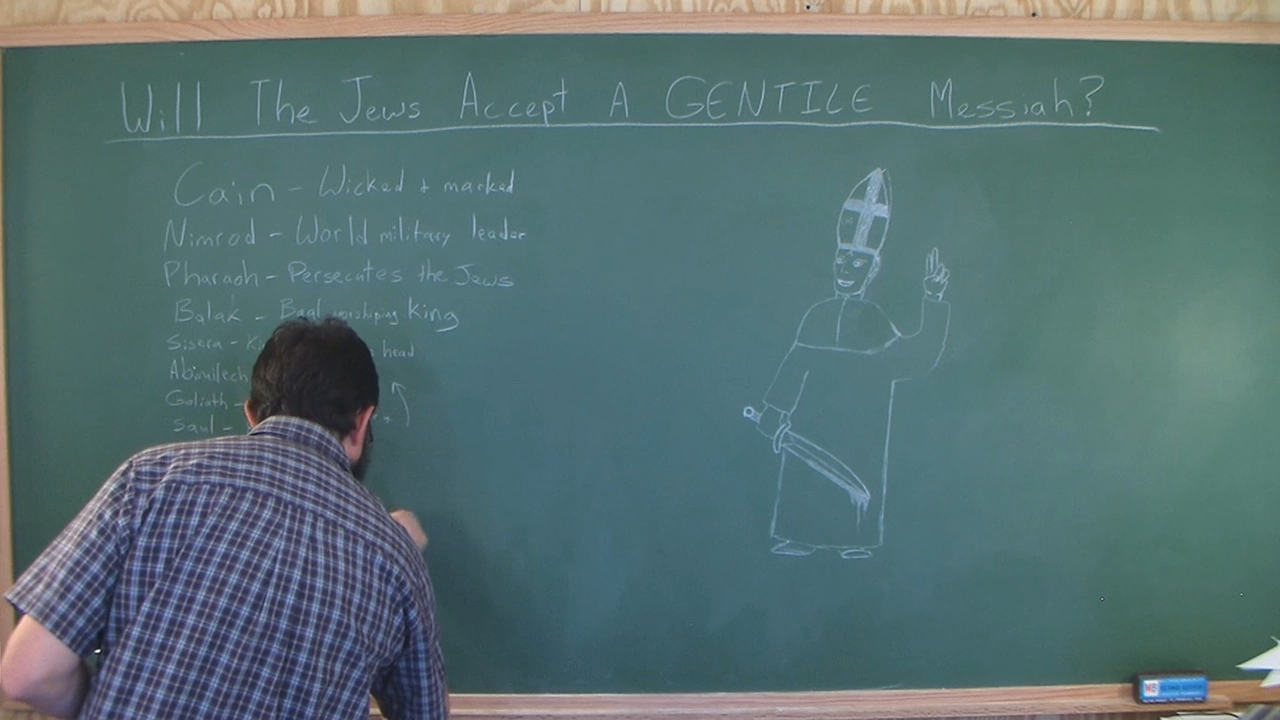 Will The Jews Accept A GENTILE Messiah?
Cain - Wicked + marked
Nimrod - World military leader
Pharaoh - Persecutes the Jews
Balak - Baal worshiping king
Sisera - head
Abimilech
Goliath -
Saul -